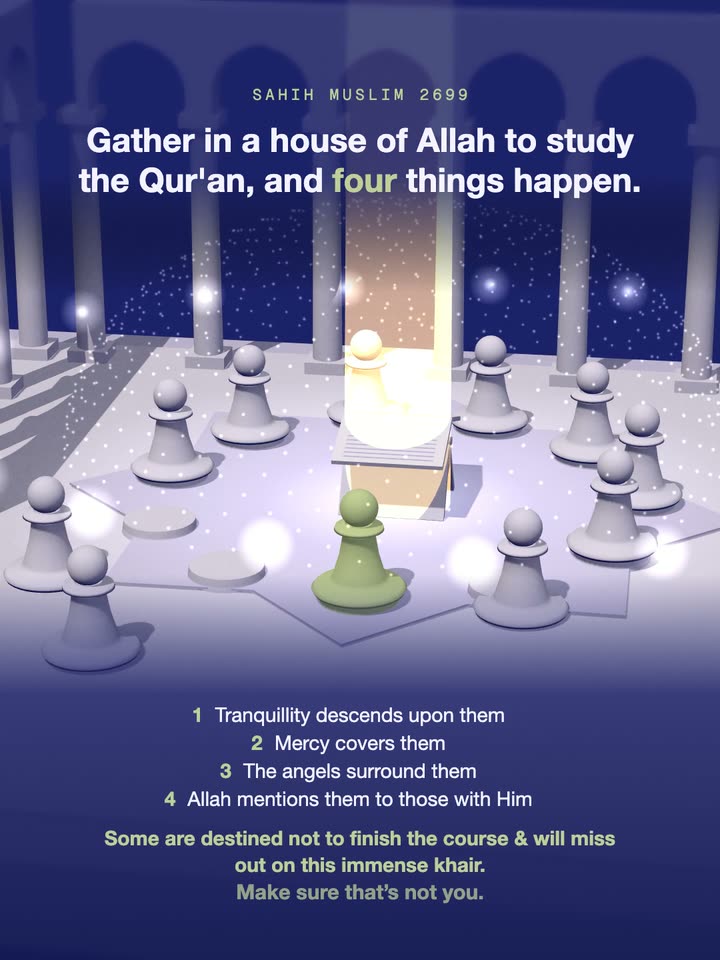 SAHIH MUSLIM 2699
Gather in a house of Allah to study
the Qur'an, and four things happen.
1 Tranquillity descends upon them
2 Mercy covers them
3 The angels surround them
4 Allah mentions them to those with Him
Some are destined not to finish the course & will miss
out on this immense khair.
Make sure that’s not you.